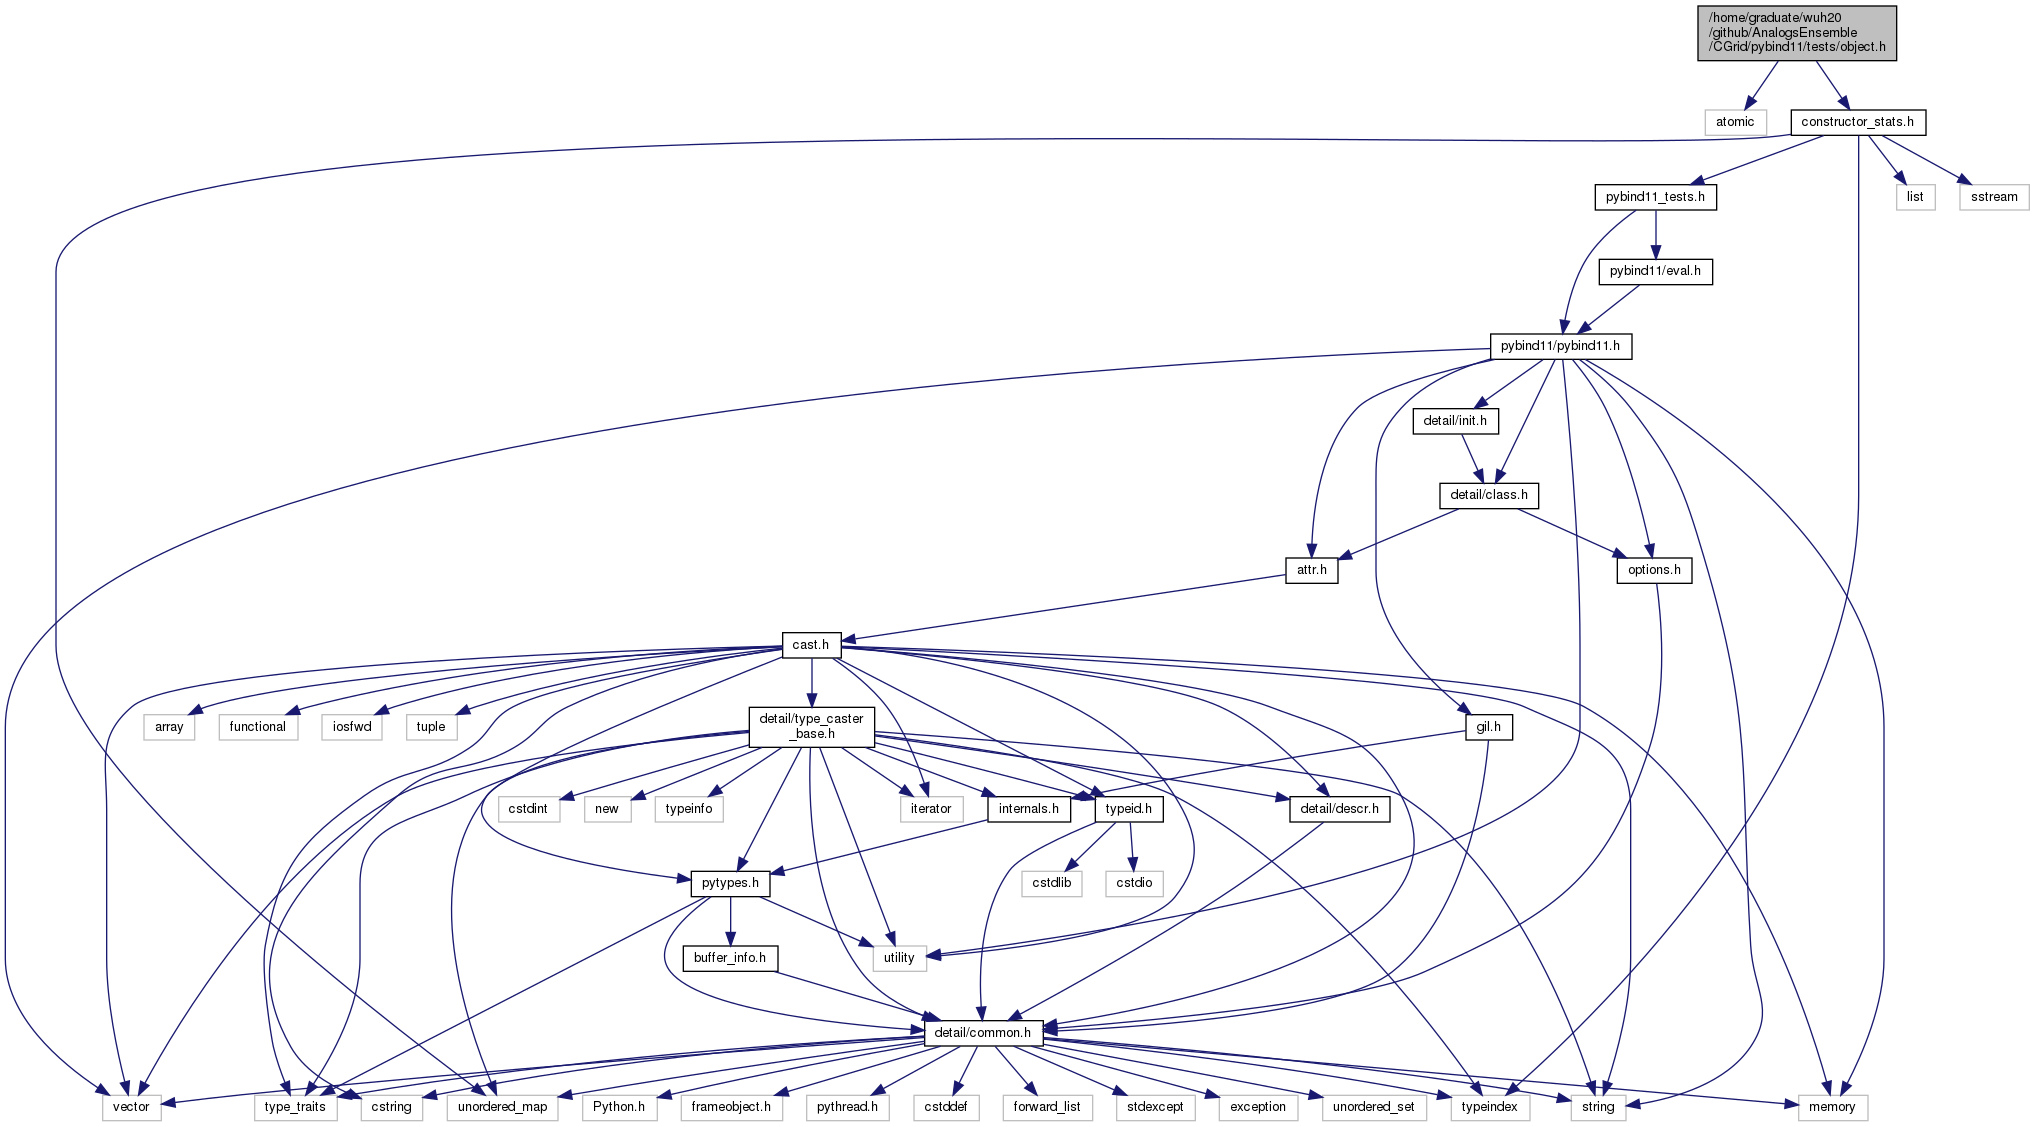 /home/graduate/wuh20
/github/AnalogsEnsemble
/CGrid/pybind11/tests/object.h
atomic
constructor_stats.h
pybind11_tests.h
list
sstream
pybind11/eval.h
pybind11/pybind11.h
detail/init.h
detail/class.h
attr.h
options.h
cast.h
array
functional
iosfwd
tuple
detail/type_caster
_base.h
gil.h
cstdint
new
typeinfo
iterator
internals.h
typeid.h
detail/descr.h
pytypes.h
cstdlib
cstdio
buffer_info.h
utility
detail/common.h
vector
type_traits
cstring
unordered_map
Python.h
frameobject.h
pythread.h
cstddef
forward_list
stdexcept
exception
unordered_set
typeindex
string
memory